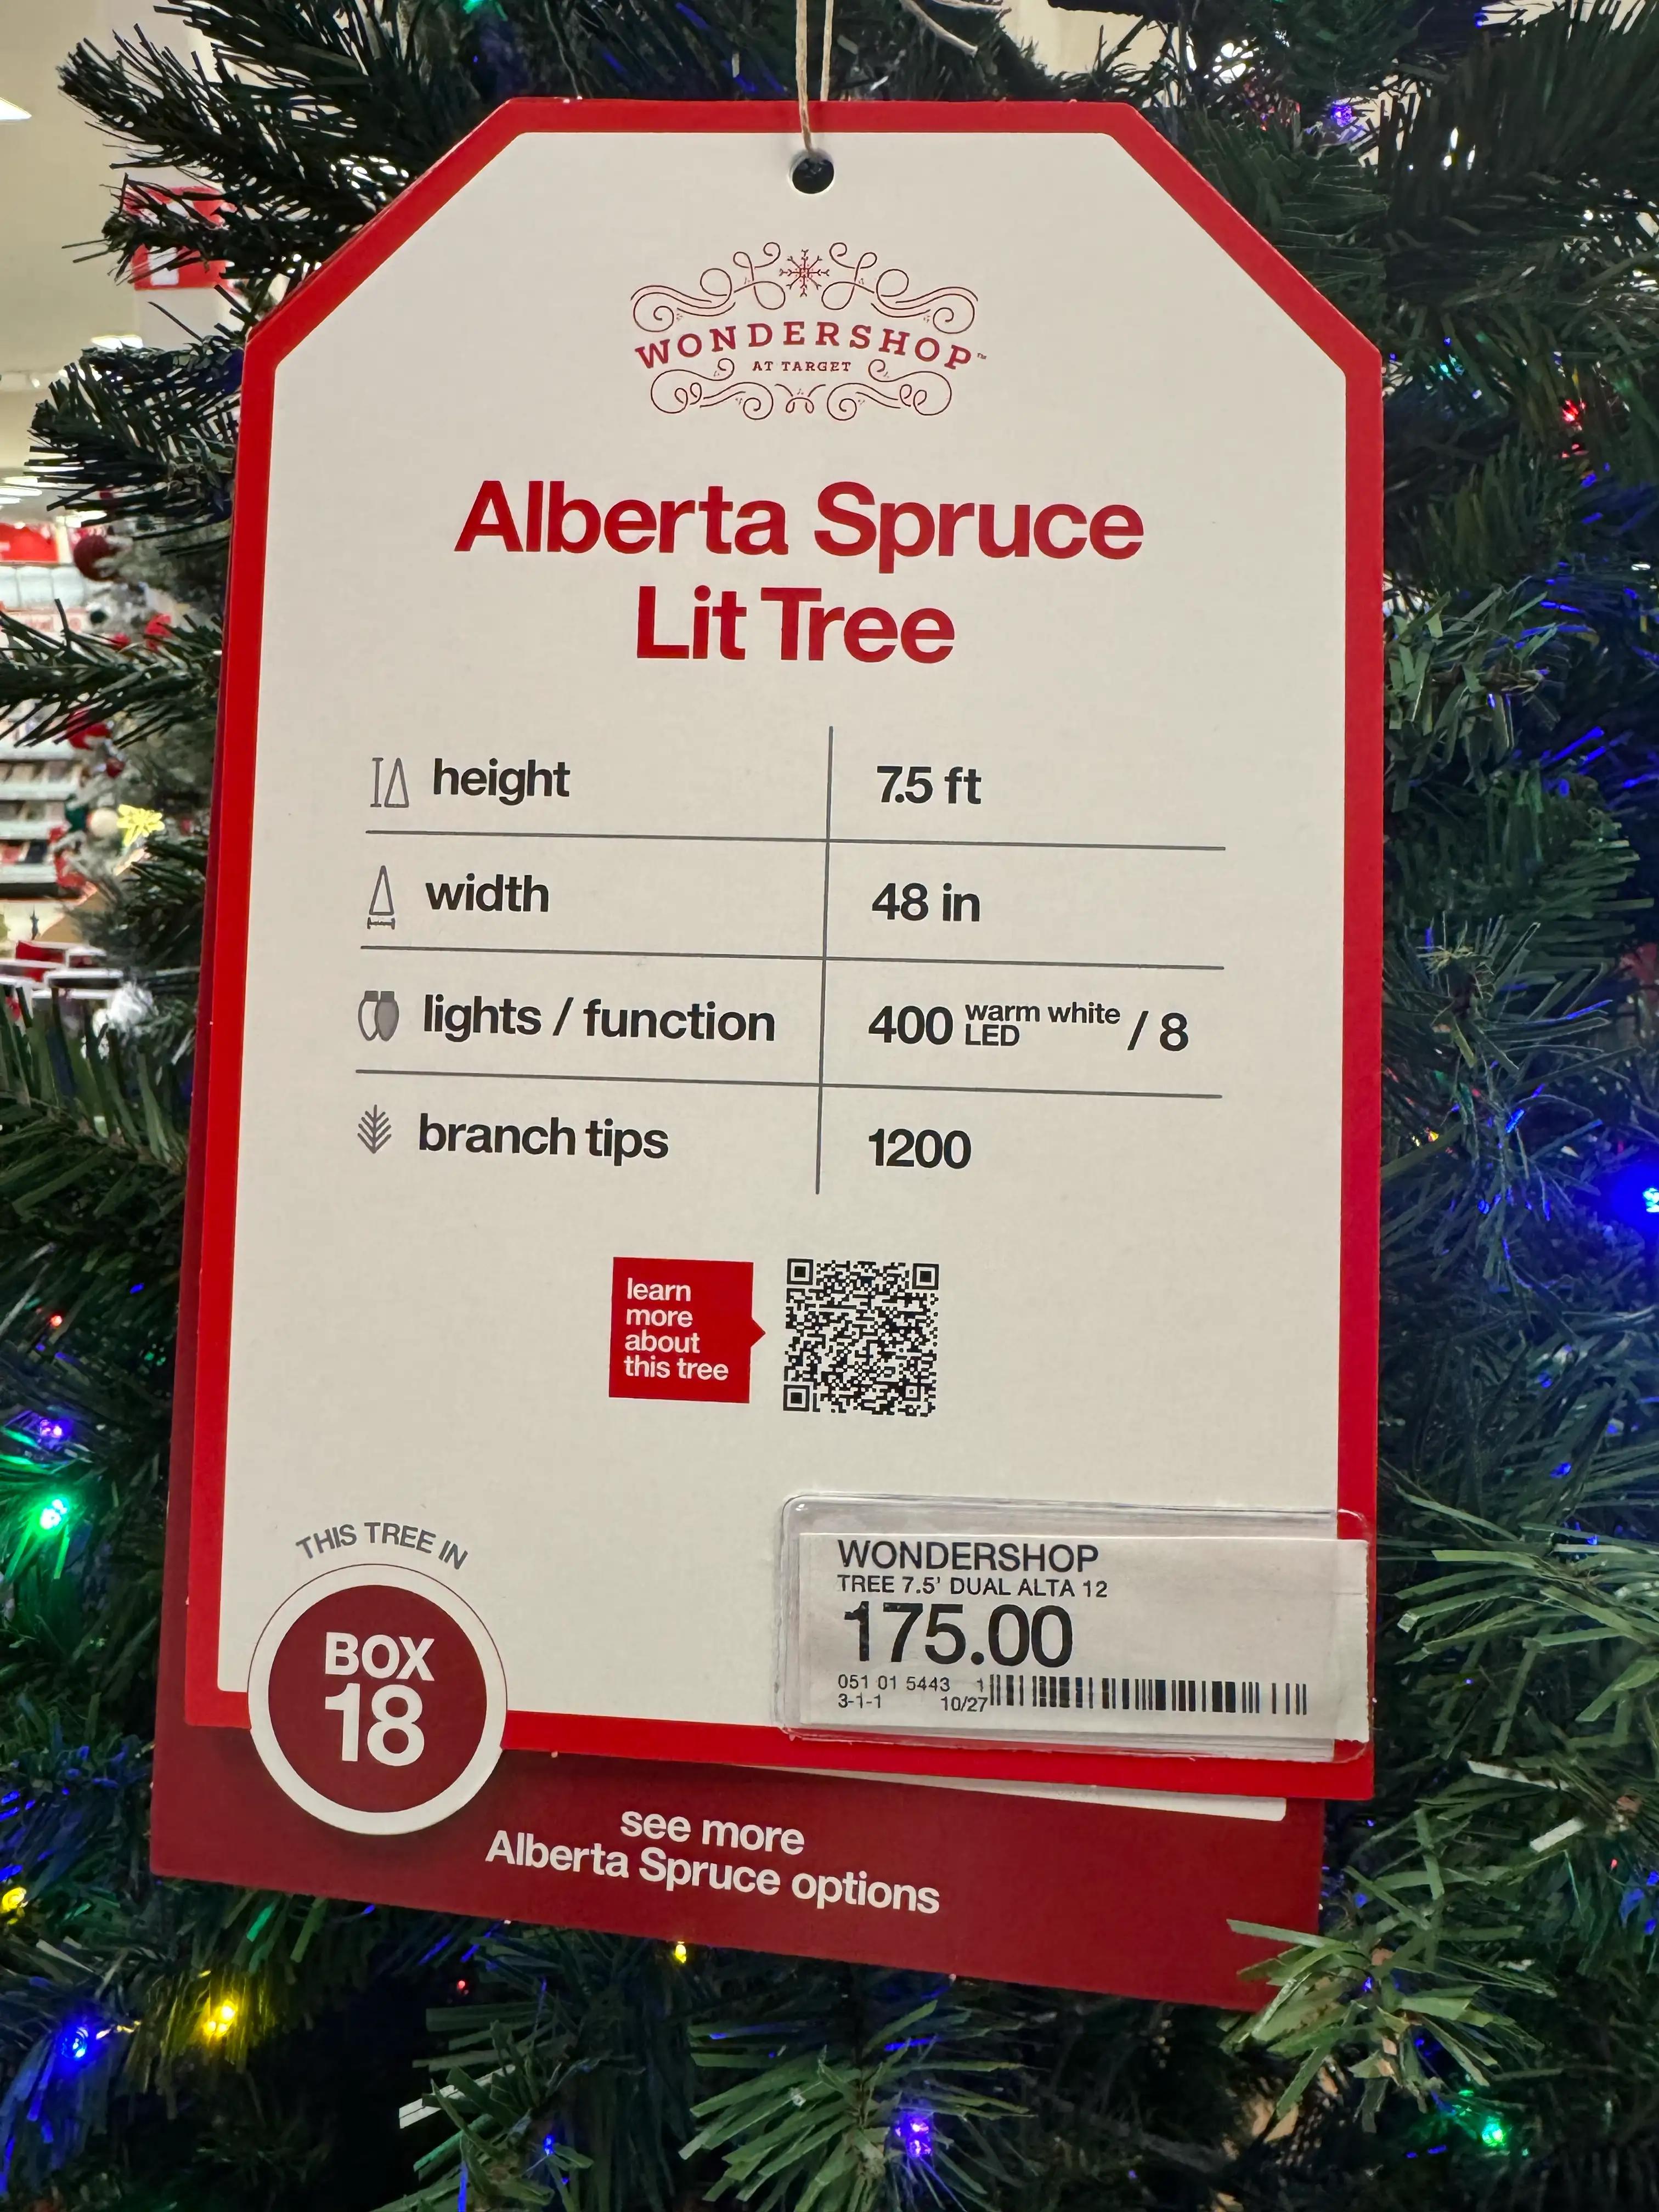 WONDERSHOP™
AT TARGET
Alberta Spruce
Lit Tree
height 7.5 ft
width 48 in
lights / function 400 warm white LED / 8
branch tips 1200
learn
more
about
this tree
THIS TREE IN
BOX
18
WONDERSHOP
TREE 7.5' DUAL ALTA 12
175.00
051 01 5443 1
3-1-1 10/27
see more
Alberta Spruce options